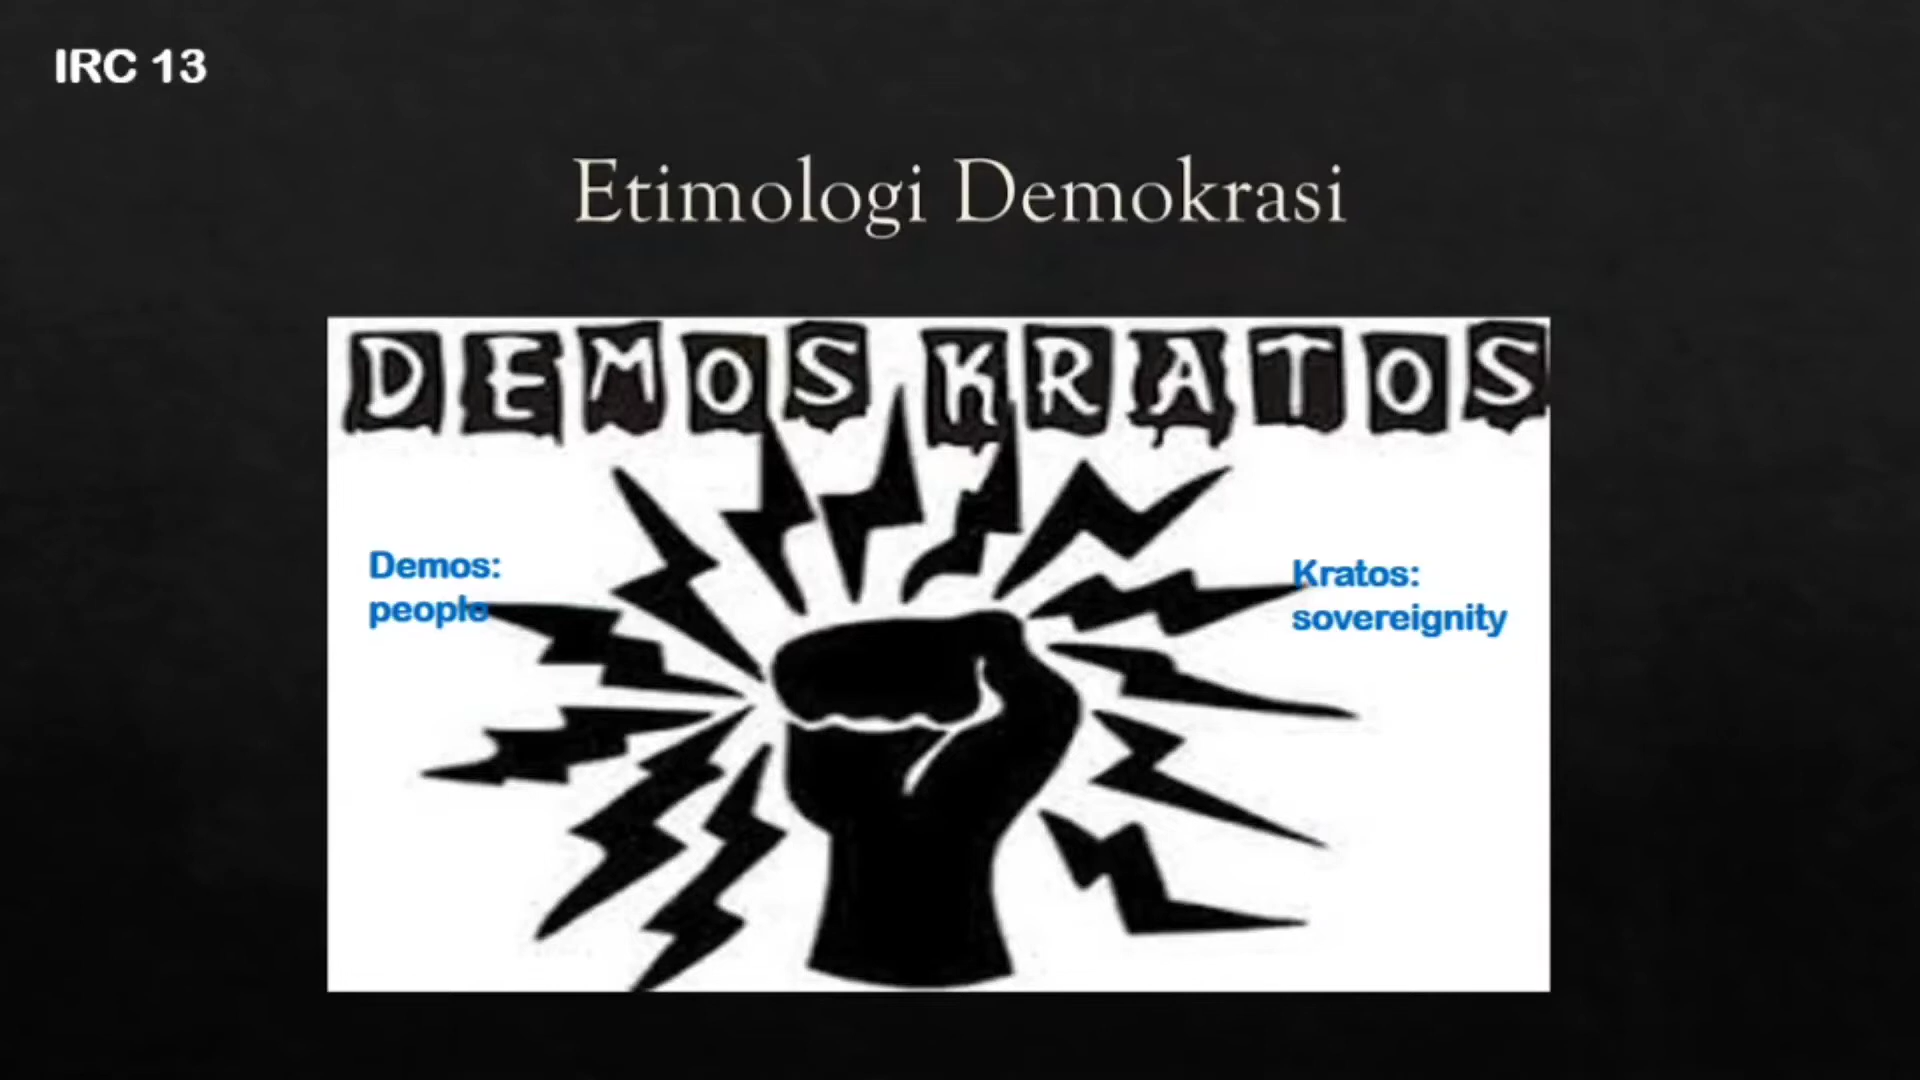 IRC 13
Etimologi Demokrasi
DEMOS KRATOS
Demos:
people
Kratos:
sovereignity